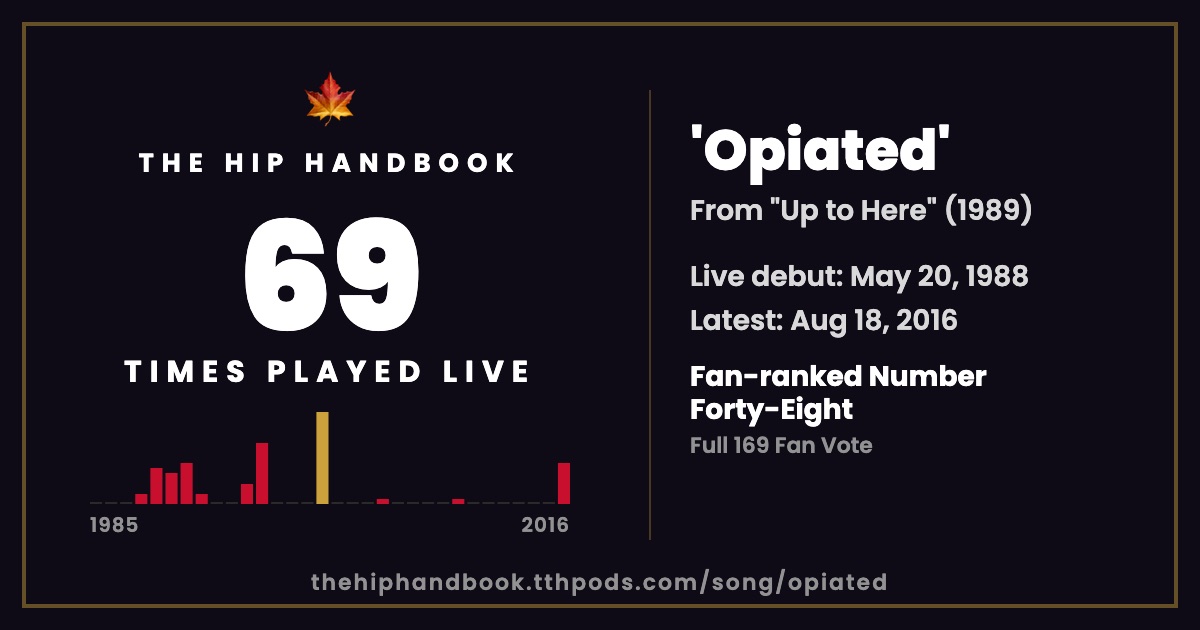 THE HIP HANDBOOK
69
TIMES PLAYED LIVE
1985
2016
'Opiated'
From "Up to Here" (1989)
Live debut: May 20, 1988
Latest: Aug 18, 2016
Fan-ranked Number
Forty-Eight
Full 169 Fan Vote
thehiphandbook.tthpods.com/song/opiated